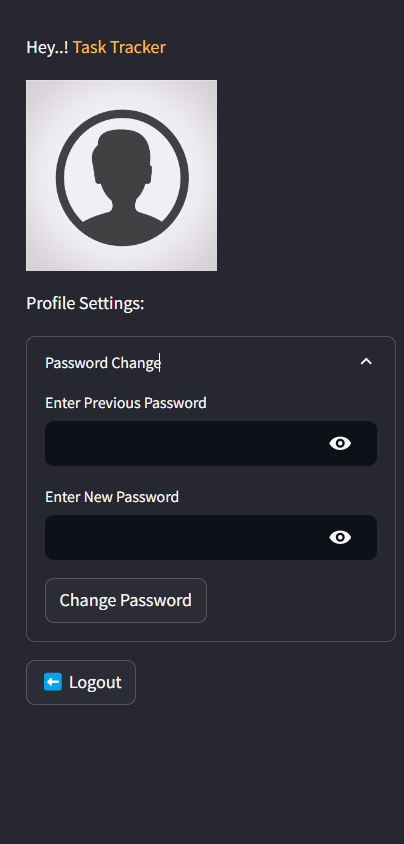 Hey..! Task Tracker
Profile Settings:
Password Change
Enter Previous Password
Enter New Password
Change Password
Logout